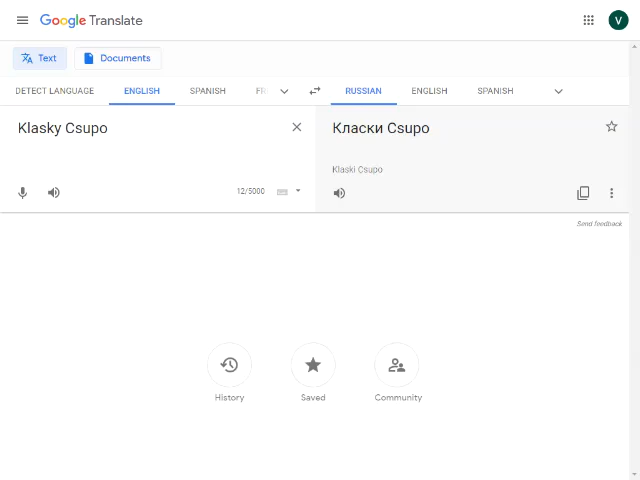 Google Translate
V
Text
Documents
DETECT LANGUAGE
ENGLISH
SPANISH
FR
RUSSIAN
ENGLISH
SPANISH
Klasky Csupo
Класки Csupo
Klaski Csupo
12/5000
Send feedback
History
Saved
Community